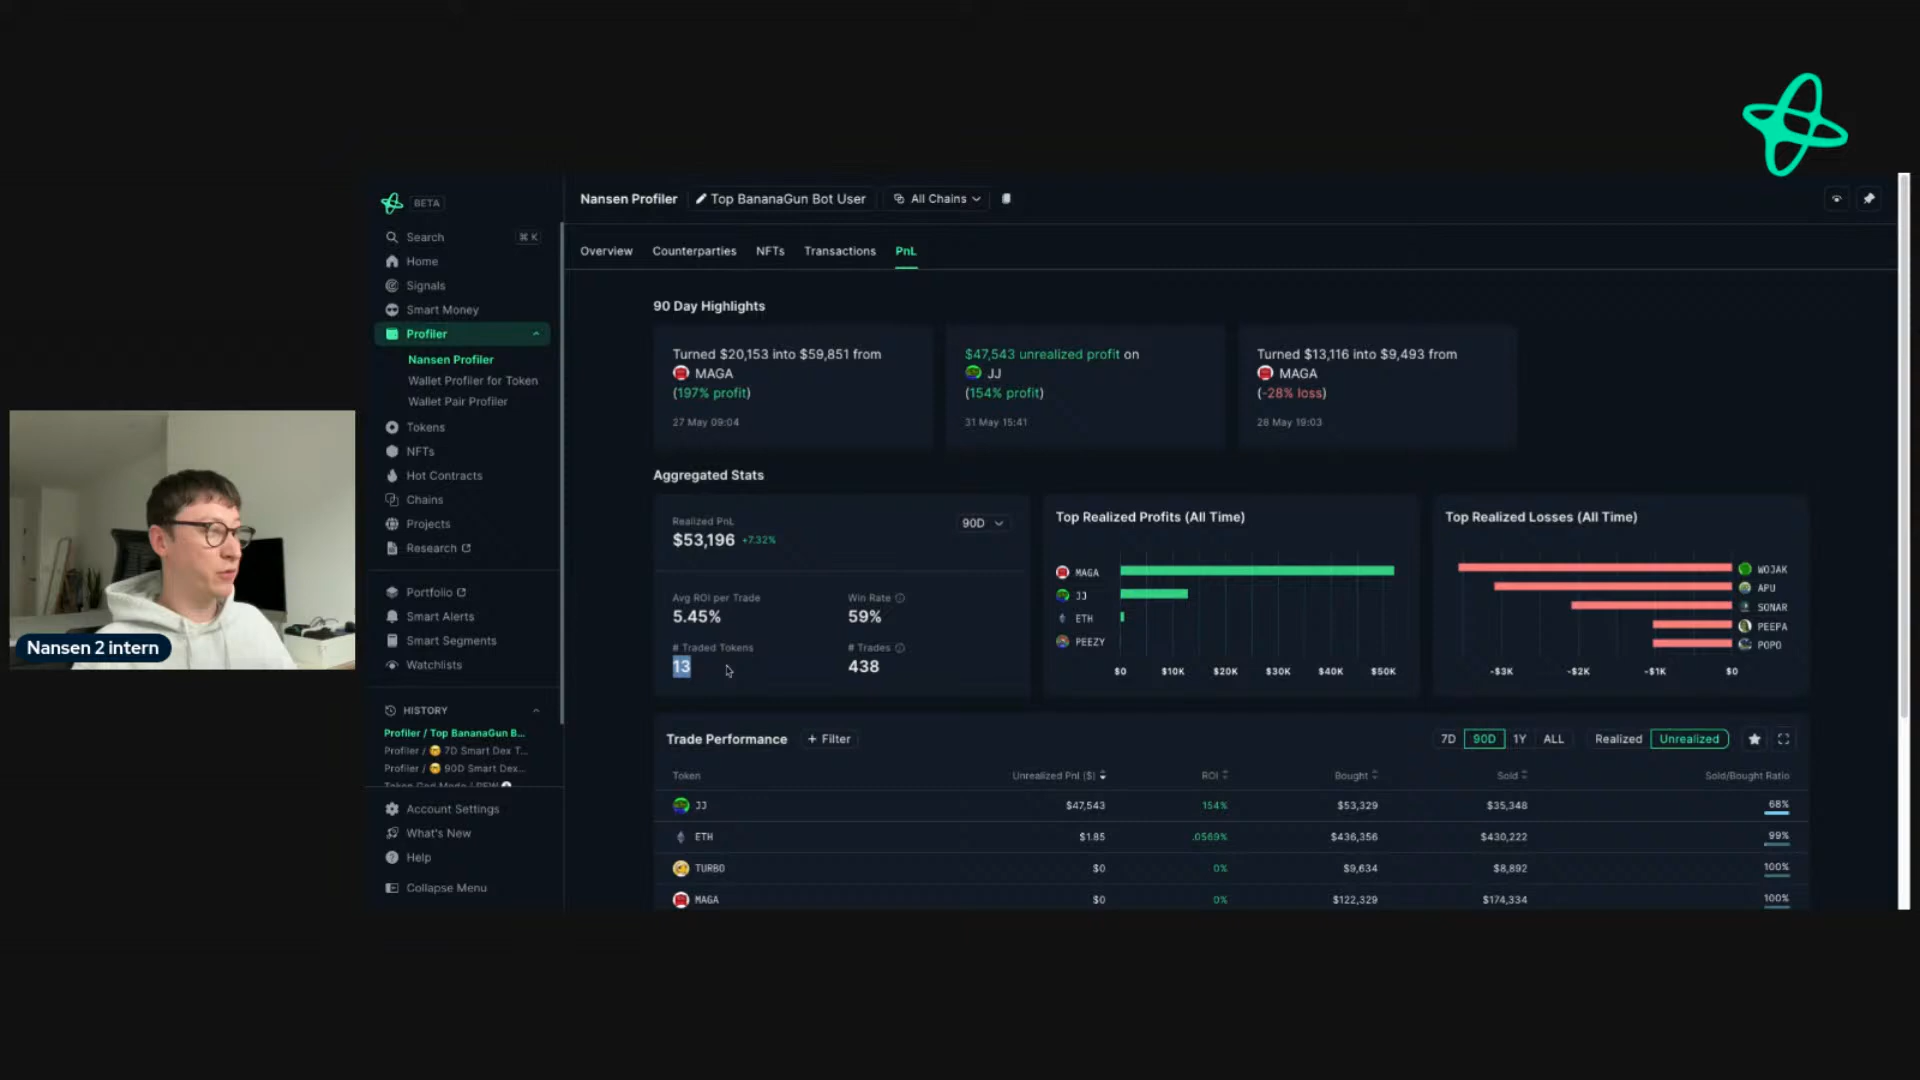 BETA
Search ⌘ K
Home
Signals
Smart Money
Profiler
Nansen Profiler
Wallet Profiler for Token
Wallet Pair Profiler
Tokens
NFTs
Hot Contracts
Chains
Projects
Research
Portfolio
Smart Alerts
Smart Segments
Watchlists
HISTORY
Profiler / Top BananaGun B...
Profiler / 7D Smart Dex T...
Profiler / 90D Smart Dex...
Account Settings
What's New
Help
Collapse Menu
Nansen 2 intern
Nansen Profiler Top BananaGun Bot User All Chains
Overview Counterparties NFTs Transactions PnL
90 Day Highlights
Turned $20,153 into $59,851 from
MAGA
(197% profit)
27 May 09:04
$47,543 unrealized profit on
JJ
(154% profit)
31 May 15:41
Turned $13,116 into $9,493 from
MAGA
(-28% loss)
28 May 19:03
Aggregated Stats
Realized PnL 90D
$53,196 +7.32%
Avg ROI per Trade Win Rate
5.45% 59%
# Traded Tokens # Trades
13 438
Top Realized Profits (All Time)
MAGA
JJ
ETH
PEEZY
$0 $10K $20K $30K $40K $50K
Top Realized Losses (All Time)
WOJAK
APU
SONAR
PEEPA
POPO
-$3K -$2K -$1K $0
Trade Performance + Filter 7D 90D 1Y ALL Realized Unrealized
Token Unrealized Pnl ($) ROI Bought Sold Sold/Bought Ratio
JJ $47,543 154% $53,329 $35,348 68%
ETH $1.85 .0569% $436,356 $430,222 99%
TURBO $0 0% $9,634 $8,892 100%
MAGA $0 0% $122,329 $174,334 100%